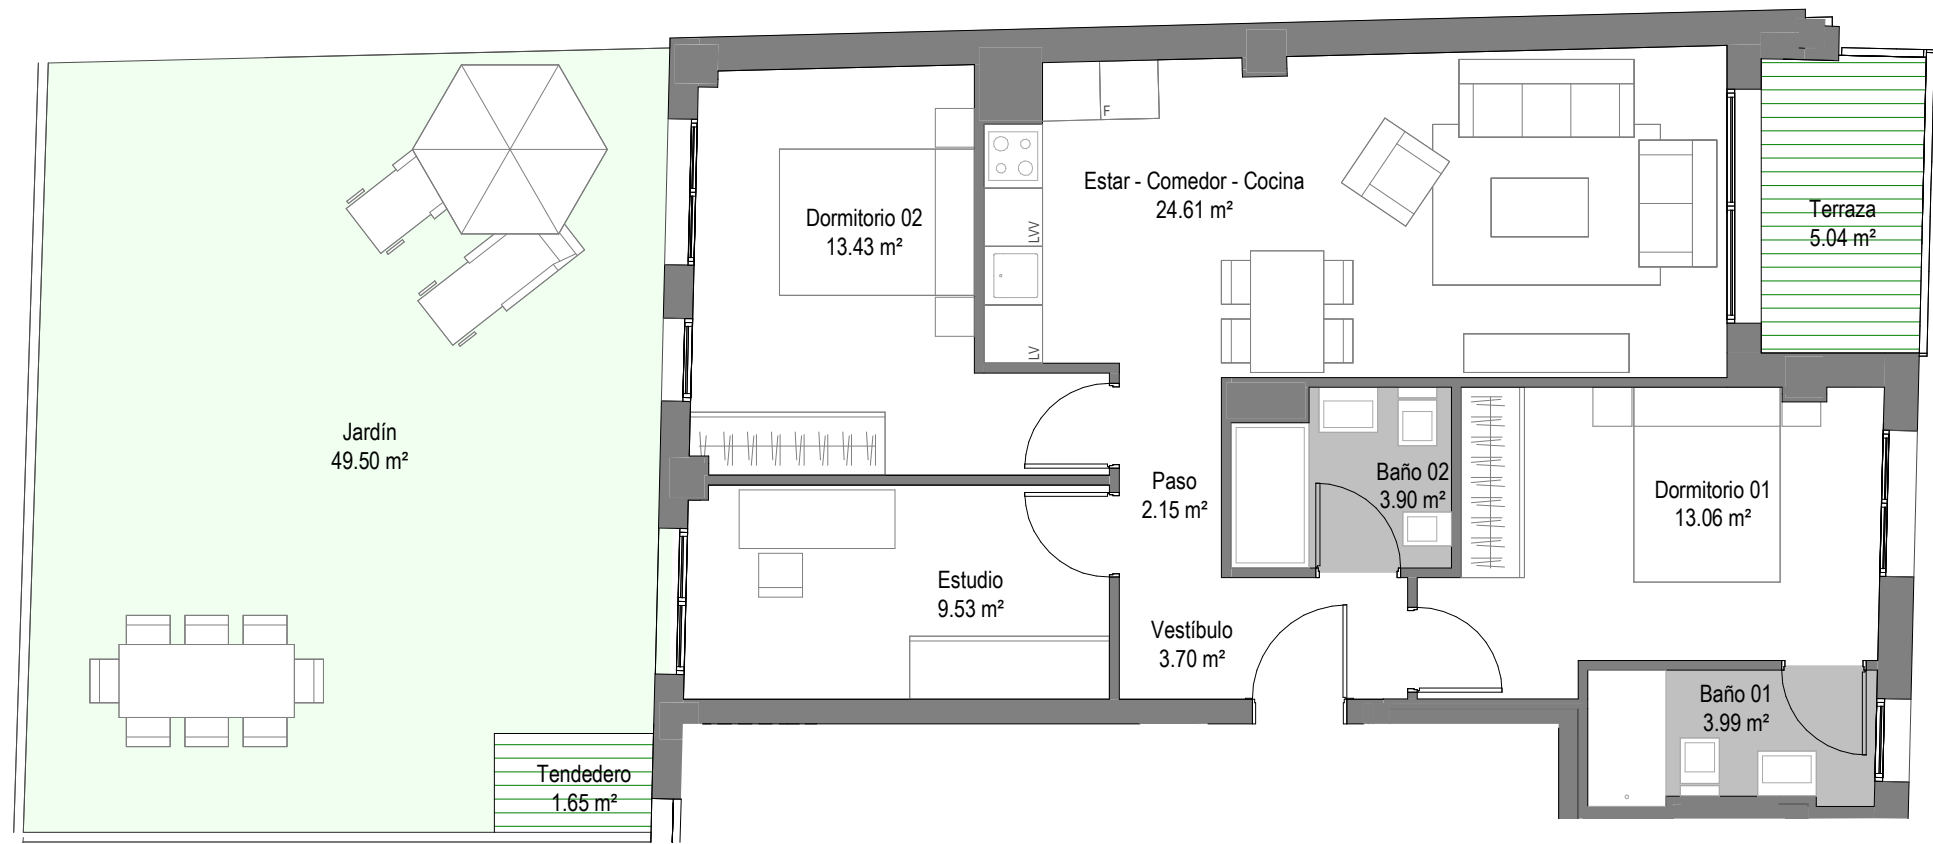 F
Estar - Comedor - Cocina
24.61 m²
Dormitorio 02
13.43 m²
LVV
Terraza
5.04 m²
LV
Jardín
49.50 m²
Baño 02
3.90 m²
Paso
2.15 m²
Dormitorio 01
13.06 m²
Estudio
9.53 m²
Vestíbulo
3.70 m²
Baño 01
3.99 m²
Tendedero
1.65 m²